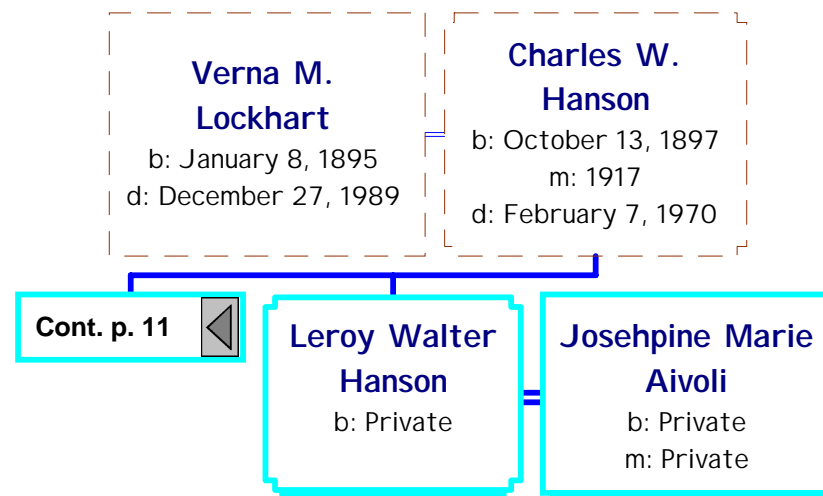 Verna M.
Lockhart
b: January 8, 1895
d: December 27, 1989
Charles W.
Hanson
b: October 13, 1897
m: 1917
d: February 7, 1970
Cont. p. 11
Leroy Walter
Hanson
b: Private
Josehpine Marie
Aivoli
b: Private
m: Private